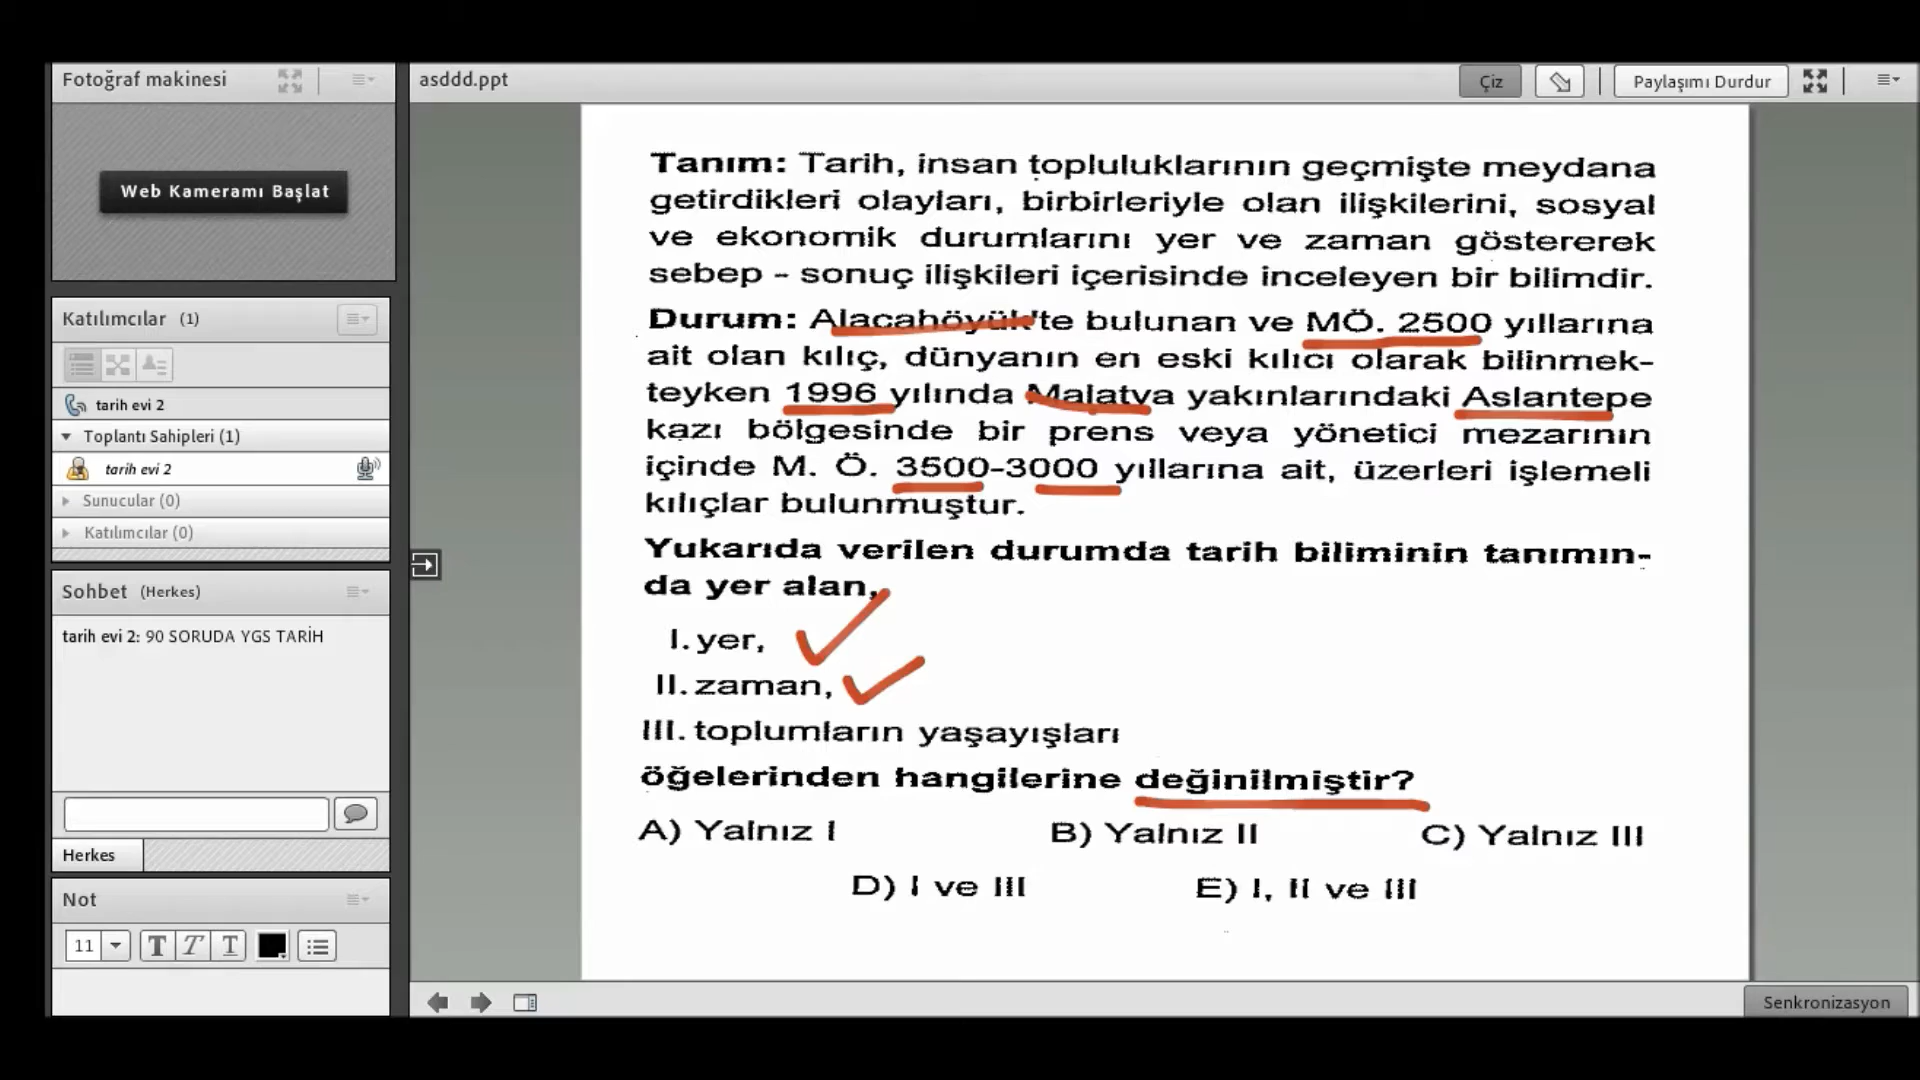 Fotoğraf makinesi
Web Kameramı Başlat
Katılımcılar (1)
tarih evi 2
Toplantı Sahipleri (1)
tarih evi 2
Sunucular (0)
Katılımcılar (0)
Sohbet (Herkes)
tarih evi 2: 90 SORUDA YGS TARİH
Herkes
Not
11
T T T
asddd.ppt
Çiz
Paylaşımı Durdur
Tanım: Tarih, insan topluluklarının geçmişte meydana
getirdikleri olayları, birbirleriyle olan ilişkilerini, sosyal
ve ekonomik durumlarını yer ve zaman göstererek
sebep - sonuç ilişkileri içerisinde inceleyen bir bilimdir.
Durum: Alacahöyük'te bulunan ve MÖ. 2500 yıllarına
ait olan kılıç, dünyanın en eski kılıcı olarak bilinmek-
teyken 1996 yılında Malatya yakınlarındaki Aslantepe
kazı bölgesinde bir prens veya yönetici mezarının
içinde M. Ö. 3500-3000 yıllarına ait, üzerleri işlemeli
kılıçlar bulunmuştur.
Yukarıda verilen durumda tarih biliminin tanımın-
da yer alan,
I. yer,
II. zaman,
III. toplumların yaşayışları
öğelerinden hangilerine değinilmiştir?
A) Yalnız I B) Yalnız II C) Yalnız III
D) I ve III E) I, II ve III
Senkronizasyon